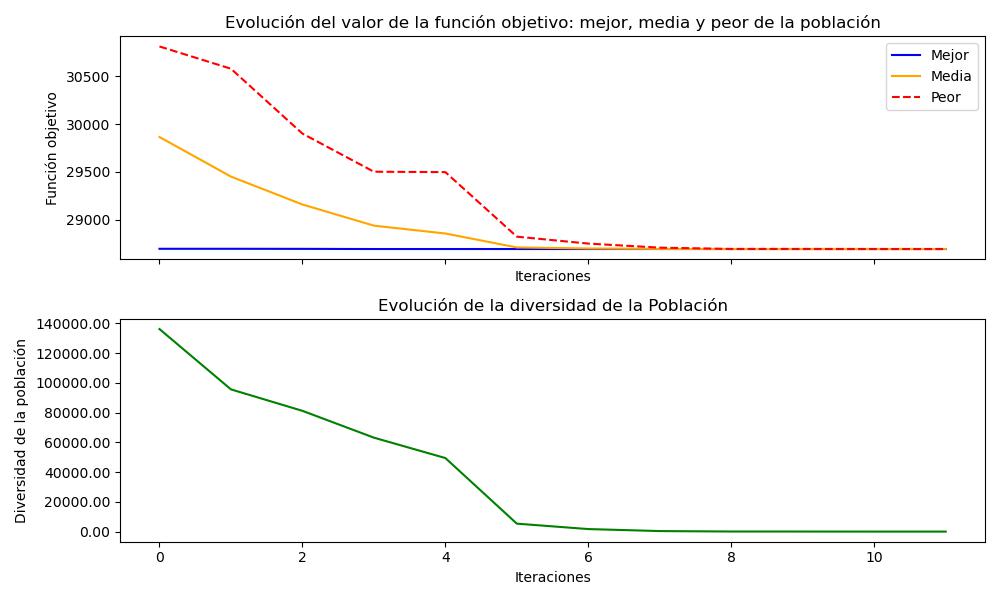 Evolución del valor de la función objetivo: mejor, media y peor de la población
Función objetivo
30500
30000
29500
29000
Mejor
Media
Peor
Iteraciones
Evolución de la diversidad de la Población
Diversidad de la población
140000.00
120000.00
100000.00
80000.00
60000.00
40000.00
20000.00
0.00
0 2 4 6 8 10
Iteraciones